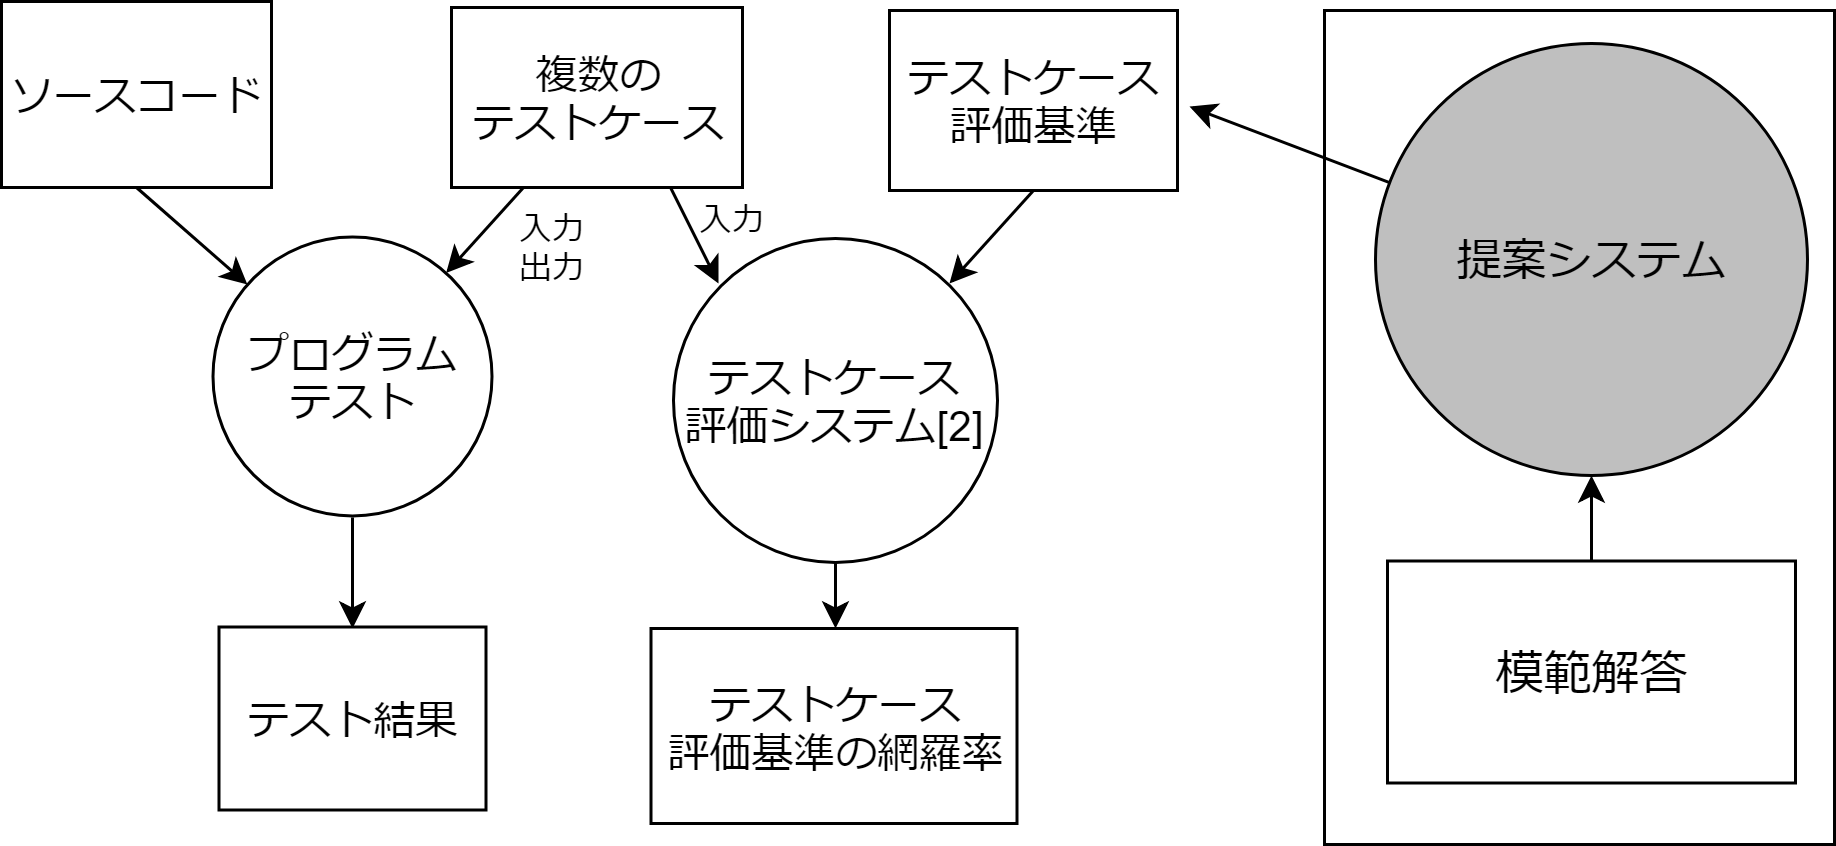 ソースコード
複数の
テストケース
テストケース
評価基準
入力
出力
入力
提案システム
プログラム
テスト
テストケース
評価システム[2]
テスト結果
テストケース
評価基準の網羅率
模範解答